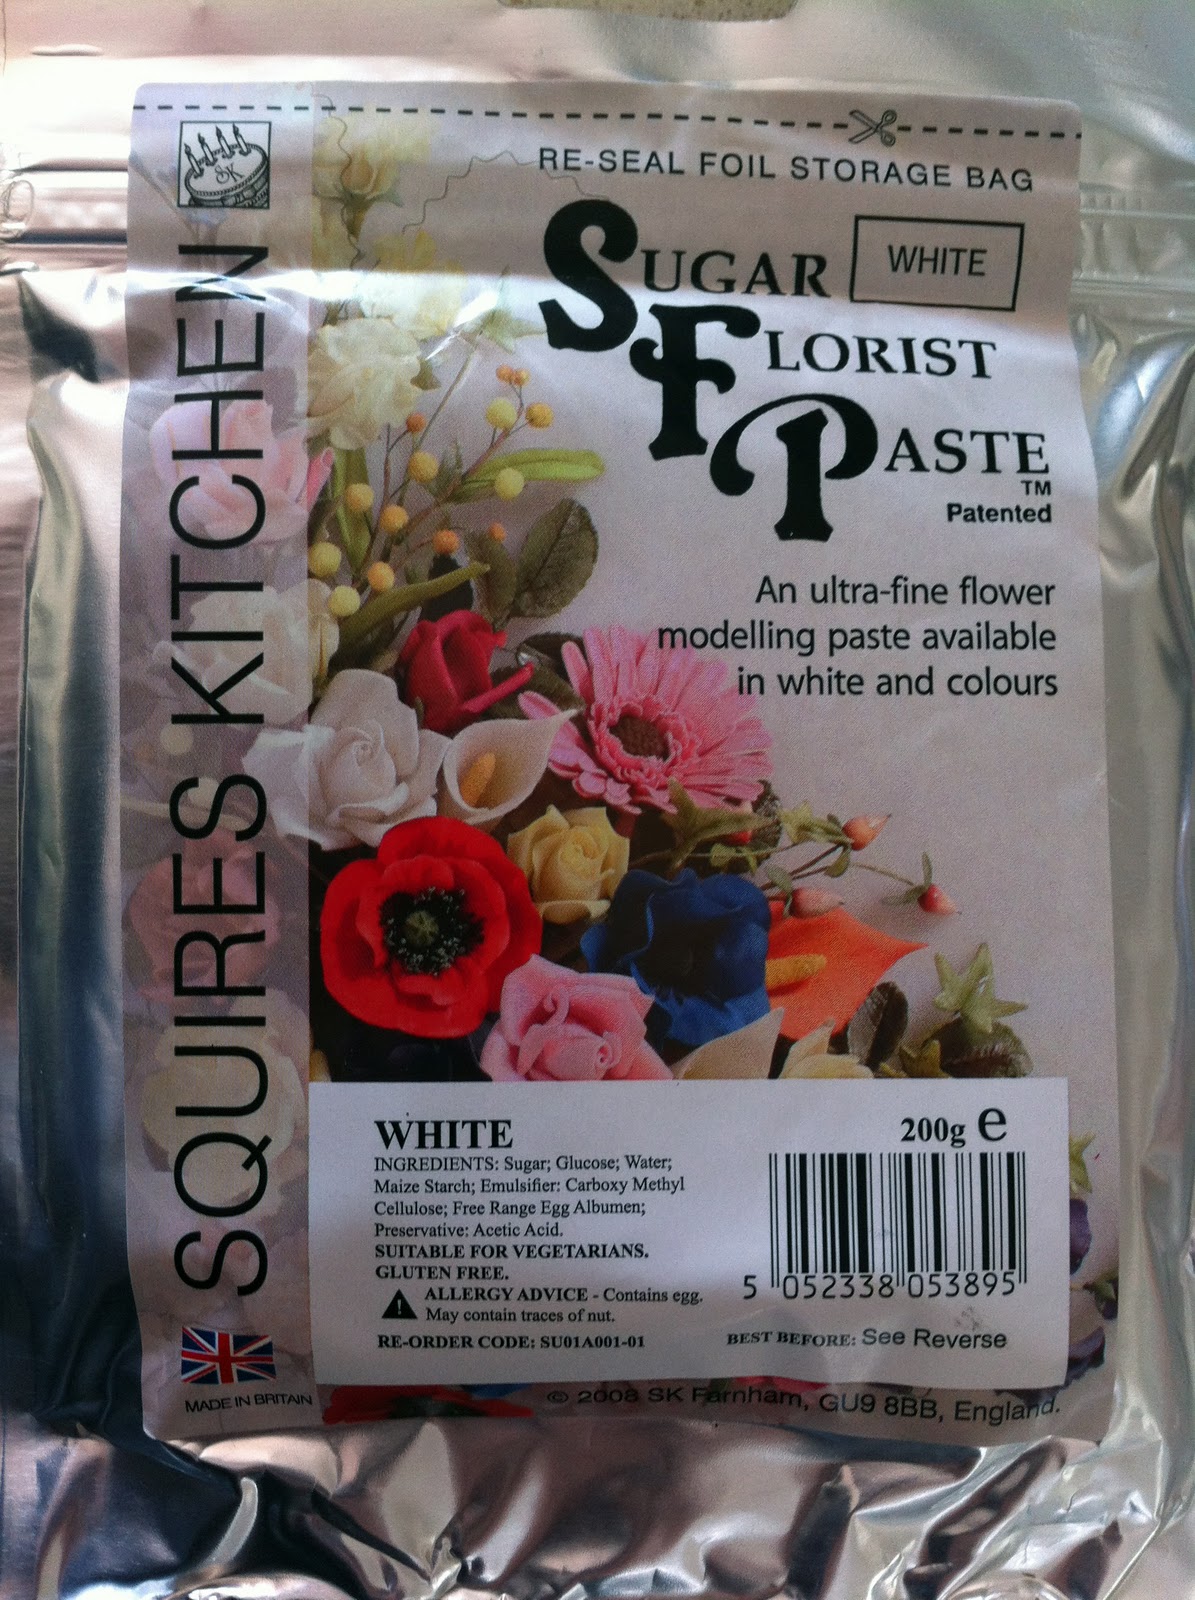 RE-SEAL FOIL STORAGE BAG
SK
SQUIRES KITCHEN
SUGAR
WHITE
FLORIST
PASTE
TM
Patented
An ultra-fine flower
modelling paste available
in white and colours
WHITE
200g e
INGREDIENTS: Sugar; Glucose; Water;
Maize Starch; Emulsifier: Carboxy Methyl
Cellulose; Free Range Egg Albumen;
Preservative: Acetic Acid.
SUITABLE FOR VEGETARIANS.
GLUTEN FREE.
! ALLERGY ADVICE - Contains egg.
May contain traces of nut.
RE-ORDER CODE: SU01A001-01
5 052338 053895
BEST BEFORE: See Reverse
MADE IN BRITAIN
© 2008 SK Farnham, GU9 8BB, England.